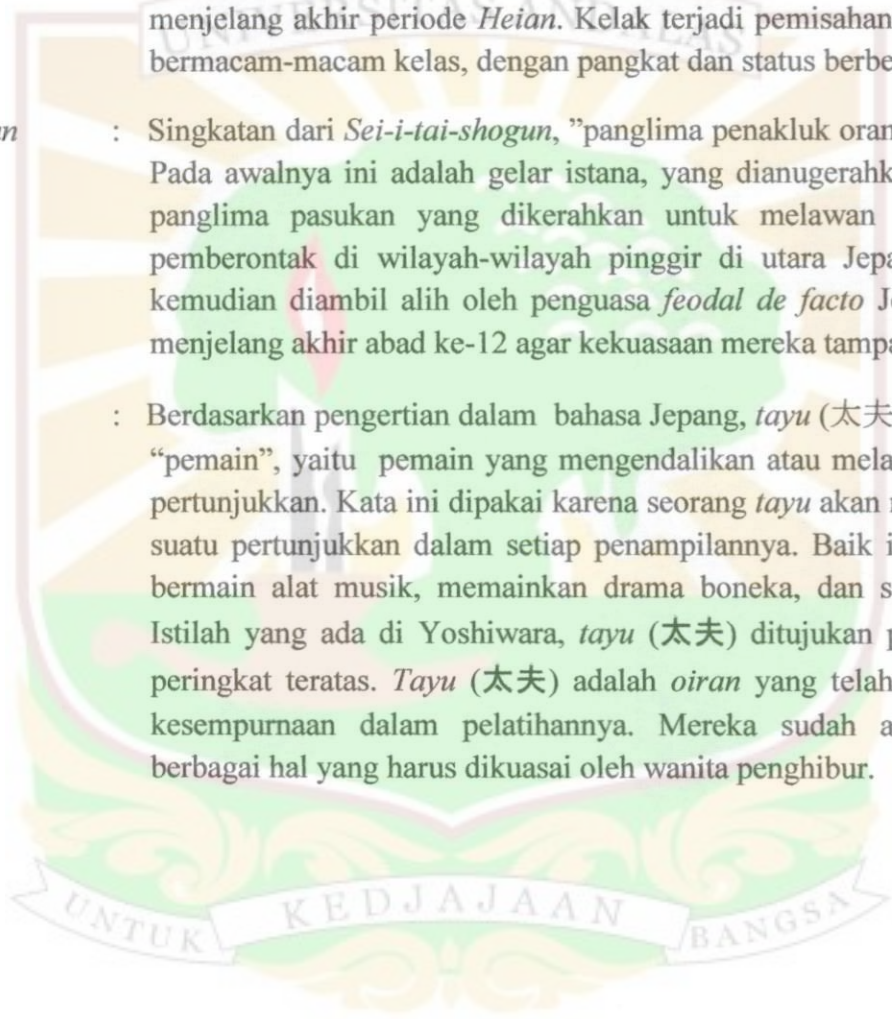 menjelang akhir periode Heian. Kelak terjadi pemisahan
bermacam-macam kelas, dengan pangkat dan status
: Singkatan dari Sei-i-tai-shogun, ”panglima penakluk
Pada awalnya ini adalah gelar istana, yang
panglima pasukan yang dikerahkan untuk melawan
pemberontak di wilayah-wilayah pinggir di utara
kemudian diambil alih oleh penguasa feodal de facto
menjelang akhir abad ke-12 agar kekuasaan mereka
: Berdasarkan pengertian dalam bahasa Jepang, tayu (太夫
“pemain”, yaitu pemain yang mengendalikan atau
pertunjukkan. Kata ini dipakai karena seorang tayu akan
suatu pertunjukkan dalam setiap penampilannya. Baik
bermain alat musik, memainkan drama boneka, dan
Istilah yang ada di Yoshiwara, tayu (太夫) ditujukan
peringkat teratas. Tayu (太夫) adalah oiran yang telah
kesempurnaan dalam pelatihannya. Mereka sudah
berbagai hal yang harus dikuasai oleh wanita penghibur.
UNTUK KEDJAJAAN BANGSA